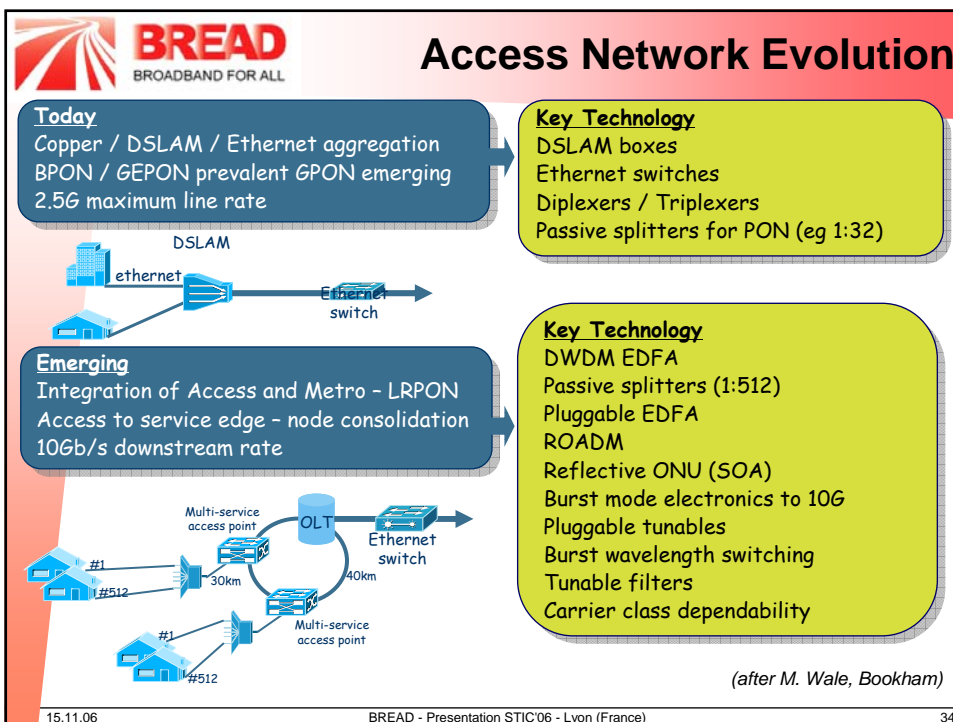 BREAD
BROADBAND FOR ALL
Access Network Evolution
Today
Copper / DSLAM / Ethernet aggregation
BPON / GEPON prevalent GPON emerging
2.5G maximum line rate
Key Technology
DSLAM boxes
Ethernet switches
Diplexers / Triplexers
Passive splitters for PON (eg 1:32)
DSLAM
ethernet
Ethernet
switch
Emerging
Integration of Access and Metro – LRPON
Access to service edge – node consolidation
10Gb/s downstream rate
Key Technology
DWDM EDFA
Passive splitters (1:512)
Pluggable EDFA
ROADM
Reflective ONU (SOA)
Burst mode electronics to 10G
Pluggable tunables
Burst wavelength switching
Tunable filters
Carrier class dependability
Multi-service
access point
OLT
Ethernet
switch
#1
#512
30km
40km
Multi-service
access point
#1
#512
(after M. Wale, Bookham)
15.11.06
BREAD - Presentation STIC'06 - Lyon (France)
34